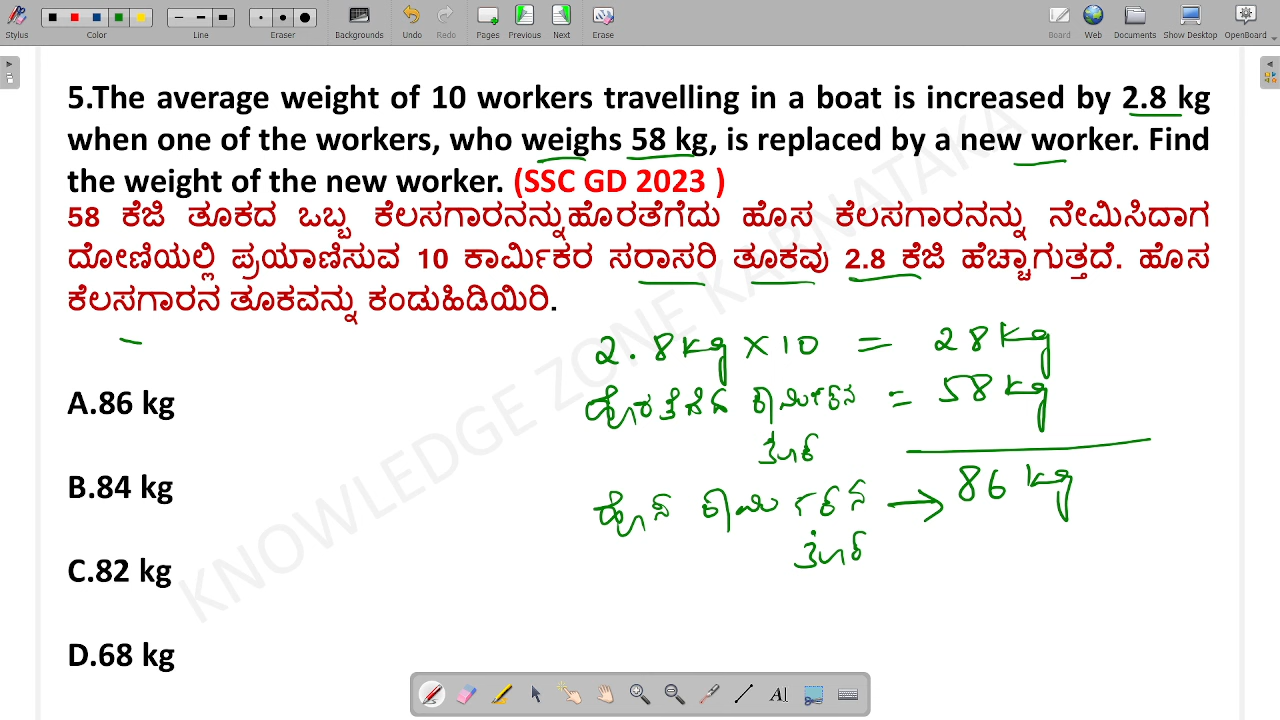 Stylus
Color
Line
Eraser
Backgrounds
Undo
Redo
Pages
Previous
Next
Erase
Board
Web
Documents
Show Desktop
OpenBoard
5.The average weight of 10 workers travelling in a boat is increased by 2.8 kg
when one of the workers, who weighs 58 kg, is replaced by a new worker. Find
the weight of the new worker. (SSC GD 2023 )
58 ಕೆಜಿ ತೂಕದ ಒಬ್ಬ ಕೆಲಸಗಾರನನ್ನುಹೊರತೆಗೆದು ಹೊಸ ಕೆಲಸಗಾರನನ್ನು ನೇಮಿಸಿದಾಗ
ದೋಣಿಯಲ್ಲಿ ಪ್ರಯಾಣಿಸುವ 10 ಕಾರ್ಮಿಕರ ಸರಾಸರಿ ತೂಕವು 2.8 ಕೆಜಿ ಹೆಚ್ಚಾಗುತ್ತದೆ. ಹೊಸ
ಕೆಲಸಗಾರನ ತೂಕವನ್ನು ಕಂಡುಹಿಡಿಯಿರಿ.
2.8kg × 10 = 28kg
= 58kg
ತೂಕ
→ 86 kg
ತೂಕ
A.86 kg
B.84 kg
C.82 kg
D.68 kg
KNOWLEDGE ZONE KARNATAKA